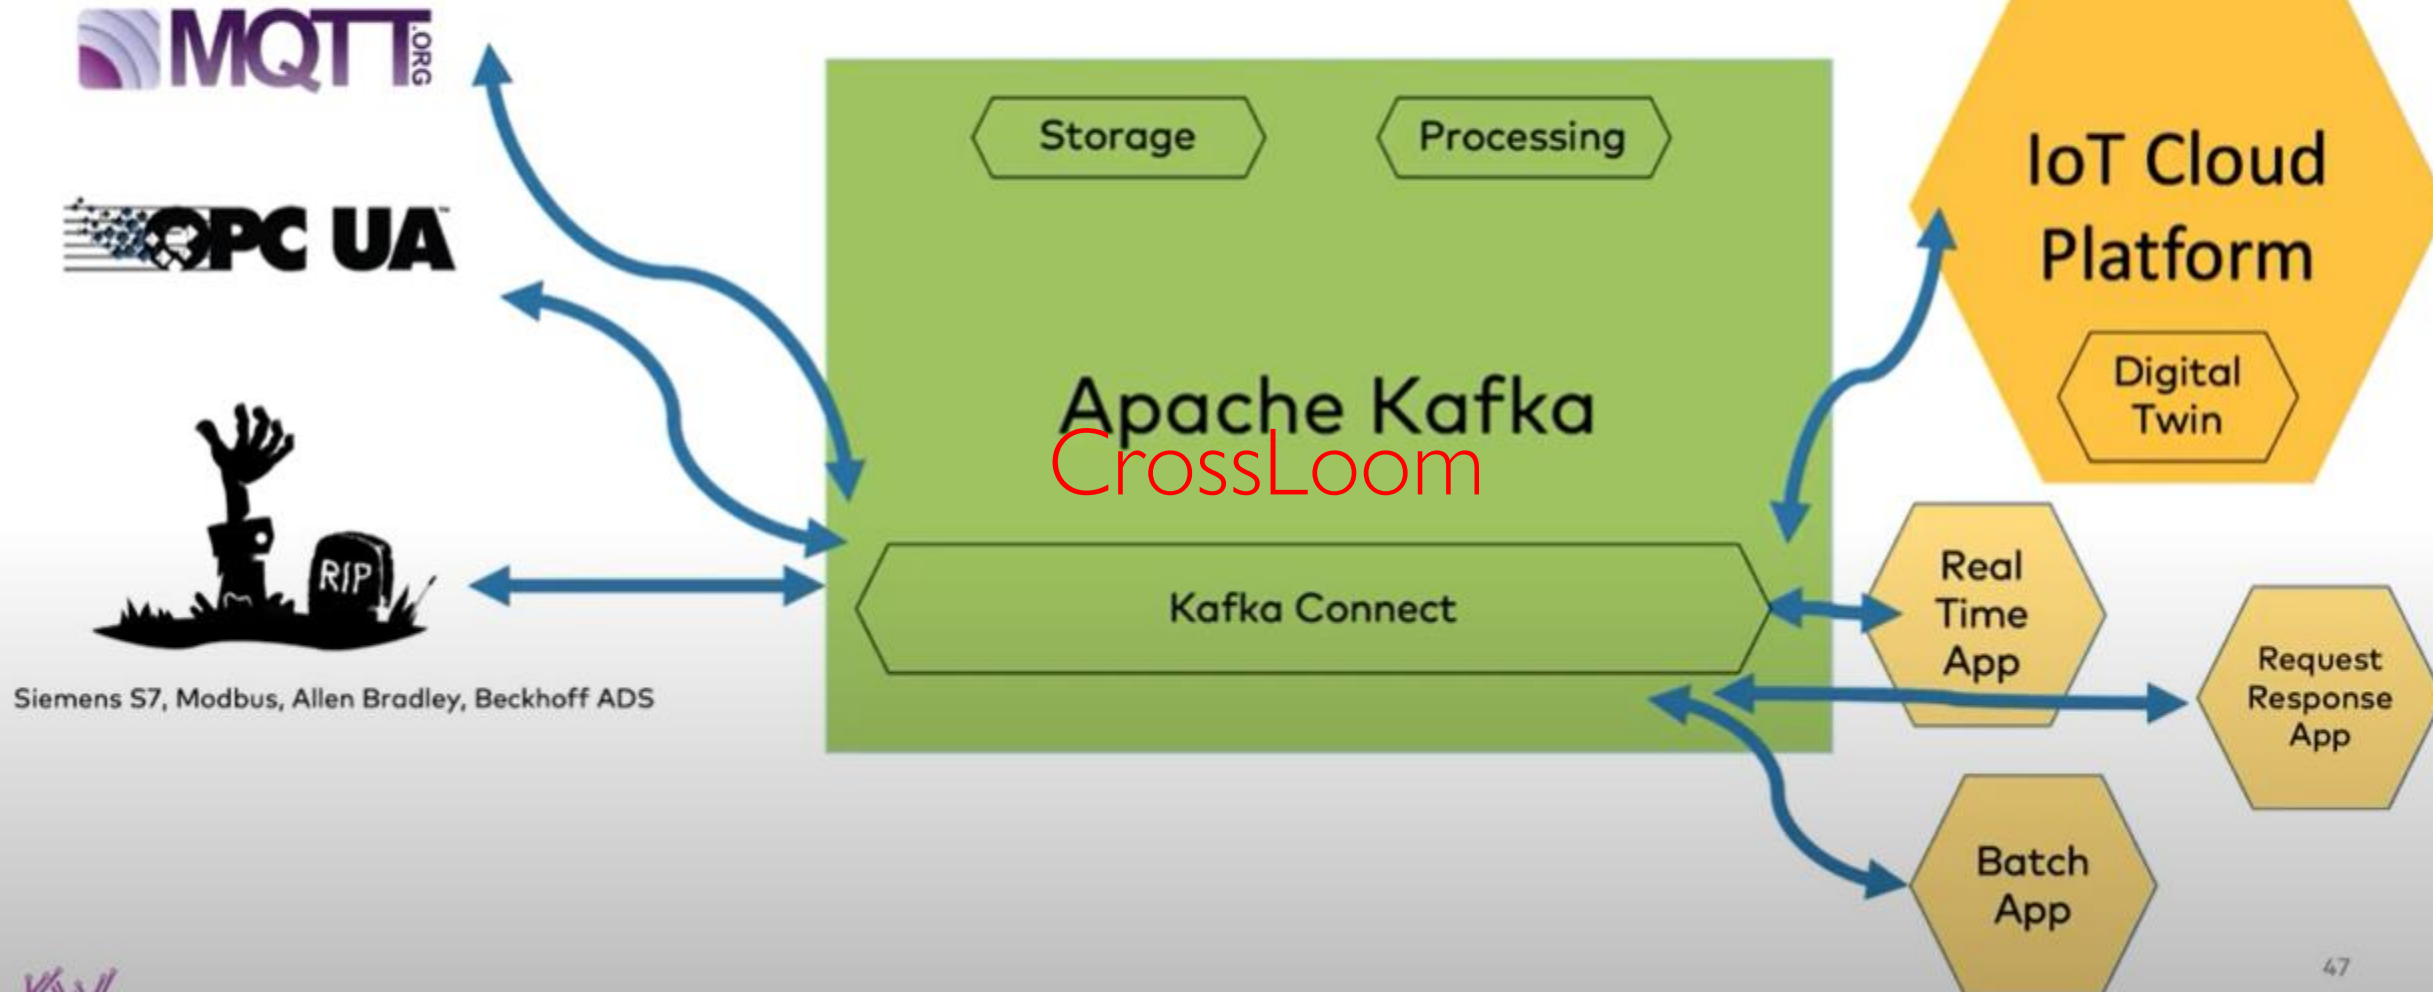 MQTT.ORG
OPC UA™
RIP
Siemens S7, Modbus, Allen Bradley, Beckhoff ADS
Storage
Processing
Apache Kafka
CrossLoom
Kafka Connect
IoT Cloud
Platform
Digital
Twin
Real
Time
App
Request
Response
App
Batch
App
47